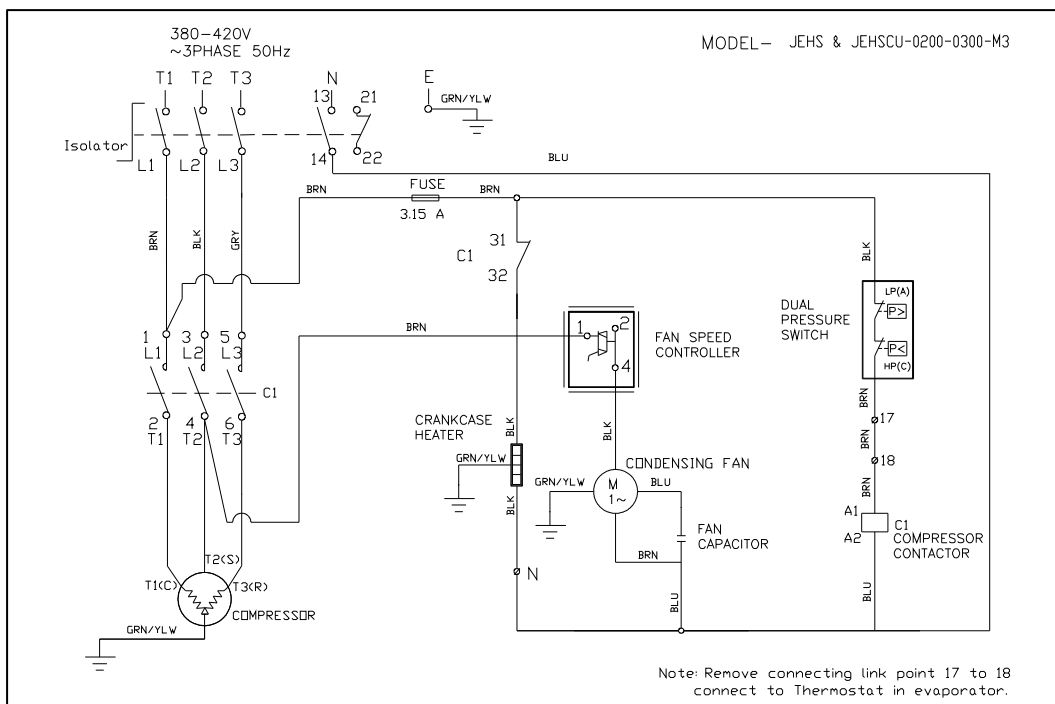 380-420V
~3PHASE 50Hz
MODEL- JEHS & JEHSCU-0200-0300-M3
T1 T2 T3 N E
13 21
GRN/YLW
Isolator
L1 L2 L3 14 22
BLU
FUSE
BRN BRN
3.15 A
BRN BLK GRY
31
C1
32
BLK
LP(A)
P>
DUAL
PRESSURE
SWITCH
P<
HP(C)
1 3 5
L1 L2 L3
BRN
1 2
4
FAN SPEED
CONTROLLER
C1
2 4 6
T1 T2 T3
BRN
17
CRANKCASE
HEATER
BLK
BLK
BRN
18
GRN/YLW
CONDENSING FAN
GRN/YLW
M
1~
BLU
BRN
BLK
A1
A2
C1
COMPRESSOR
CONTACTOR
FAN
CAPACITOR
BRN
N
T2(S)
T1(C) T3(R)
BLU
BLU
COMPRESSOR
GRN/YLW
Note: Remove connecting link point 17 to 18
connect to Thermostat in evaporator.